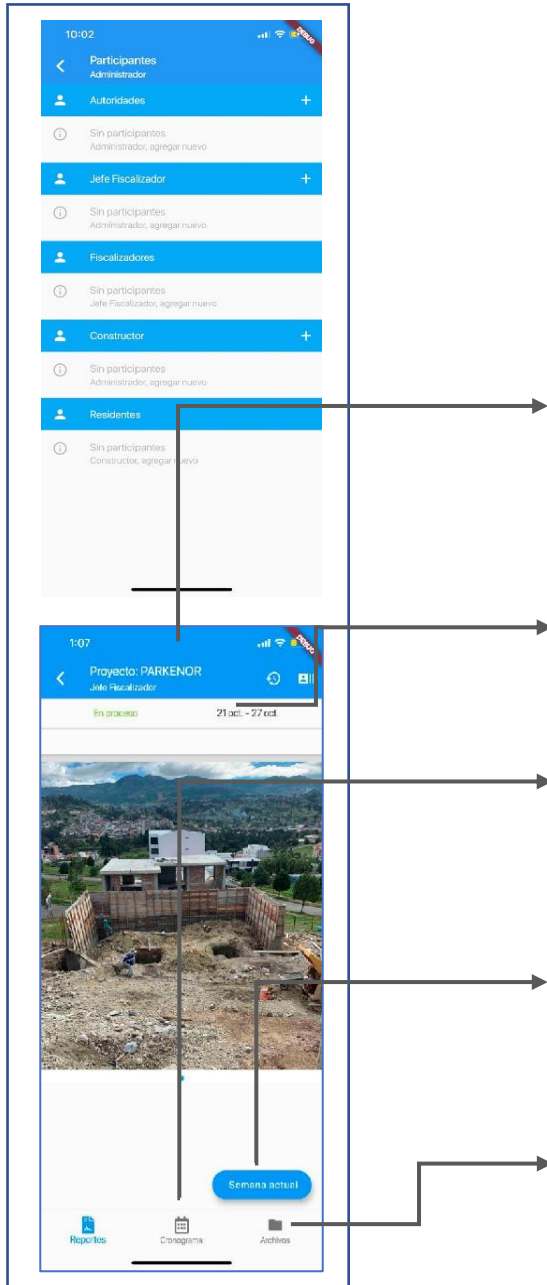 10:02
DEBUG
Participantes
Administrador
Autoridades
Sin participantes
Administrador, agregar nuevo
Jefe Fiscalizador
Sin participantes
Administrador, agregar nuevo
Fiscalizadores
Sin participantes
Jefe Fiscalizador, agregar nuevo
Constructor
Sin participantes
Administrador, agregar nuevo
Residentes
Sin participantes
Constructor, agregar nuevo
1:07
DEBUG
Proyecto: PARKENOR
Jefe Fiscalizador
En proceso 21 oct. - 27 oct.
Semana actual
Reportes Cronograma Archivos